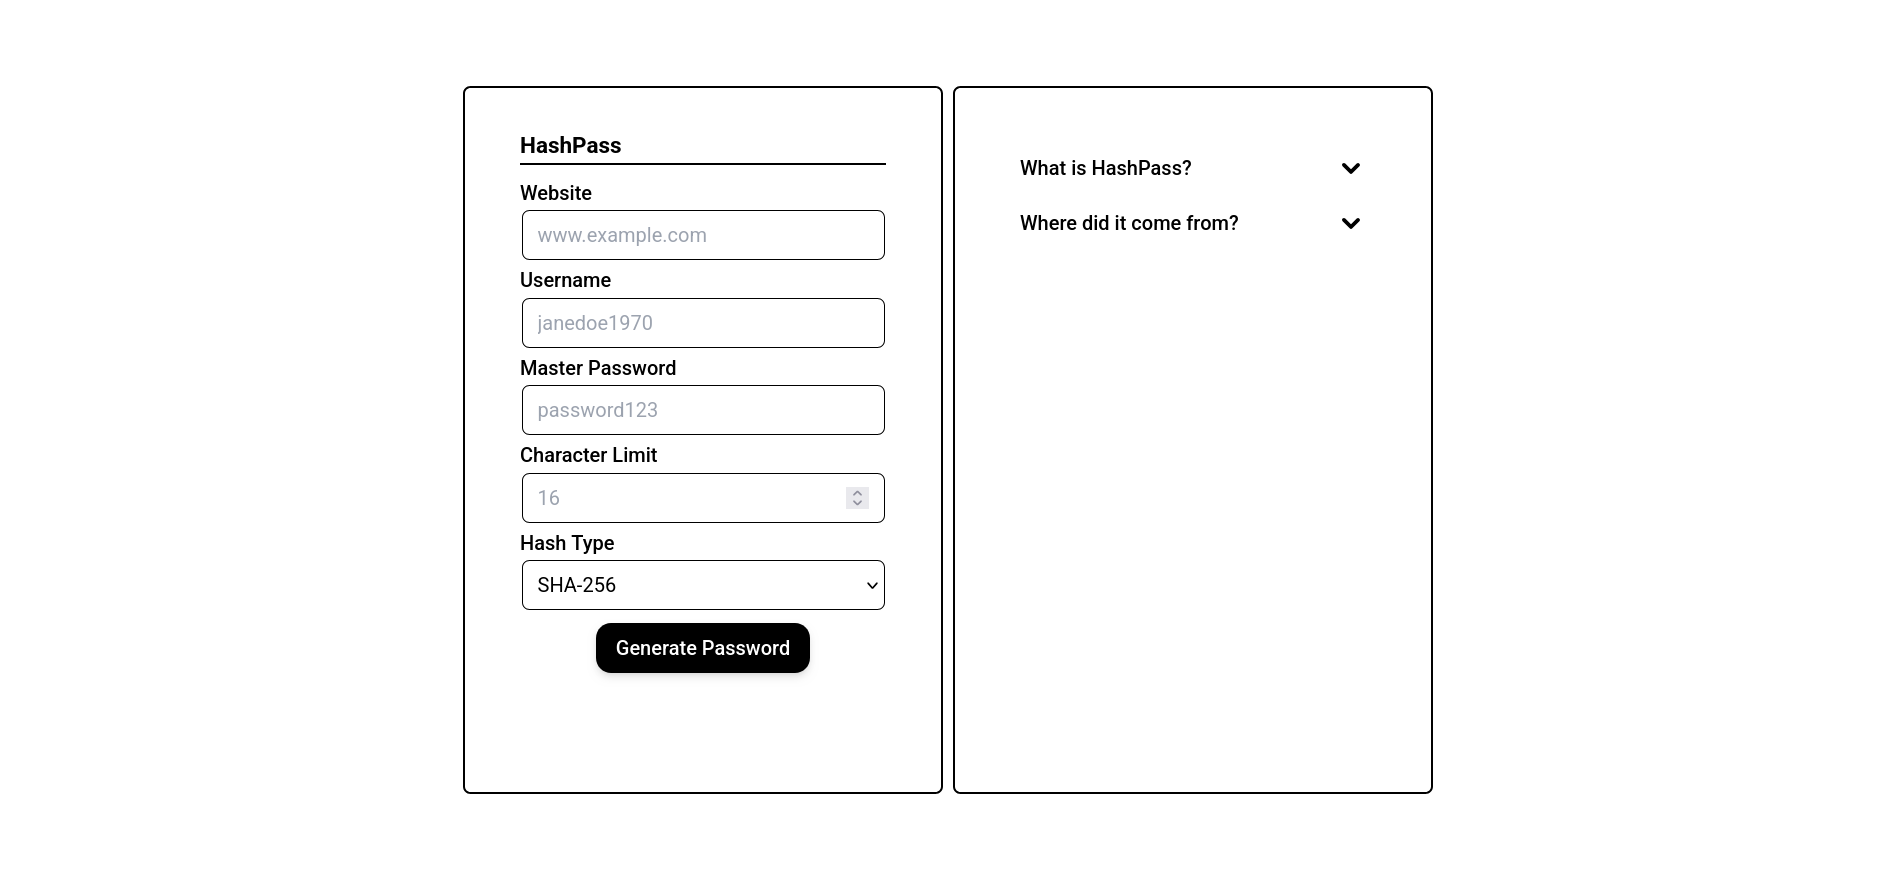 HashPass
Website
www.example.com
Username
janedoe1970
Master Password
password123
Character Limit
16
Hash Type
SHA-256
Generate Password
What is HashPass?
Where did it come from?